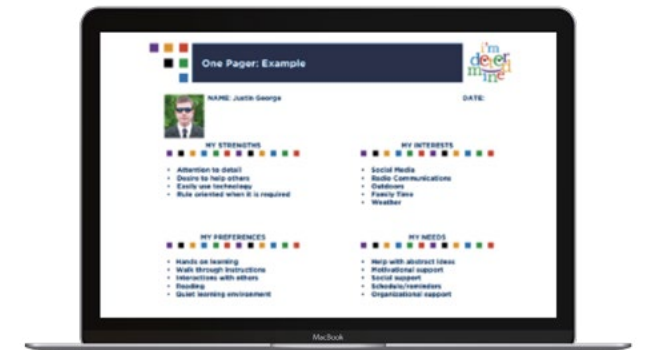 One Pager: Example
i'm
deter
mine
NAME: Justin George
DATE:
MY STRENGTHS
• Attention to detail
• Desire to help others
• Easily use technology
• Rule oriented when it is required
MY INTERESTS
• Social Media
• Radio Communications
• Outdoors
• Family Time
• Weather
MY PREFERENCES
• Hands on learning
• Walk through instructions
• Interactions with others
• Reading
• Quiet learning environment
MY NEEDS
• Help with abstract ideas
• Motivational support
• Social support
• Schedule/reminders
• Organizational support
MacBook